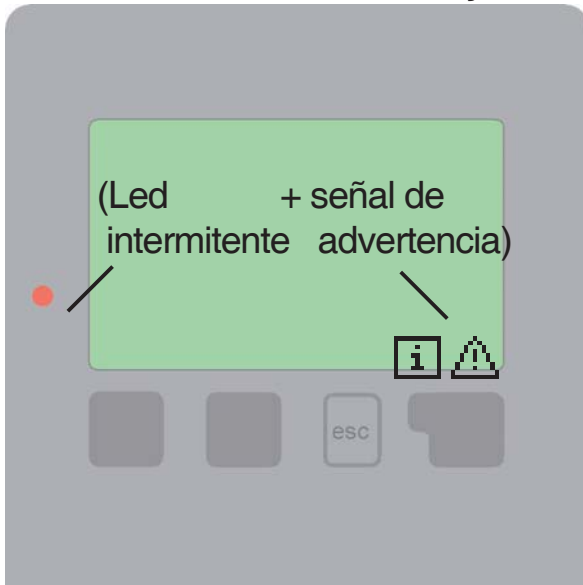 (Led + señal de
intermitente advertencia)
i
esc